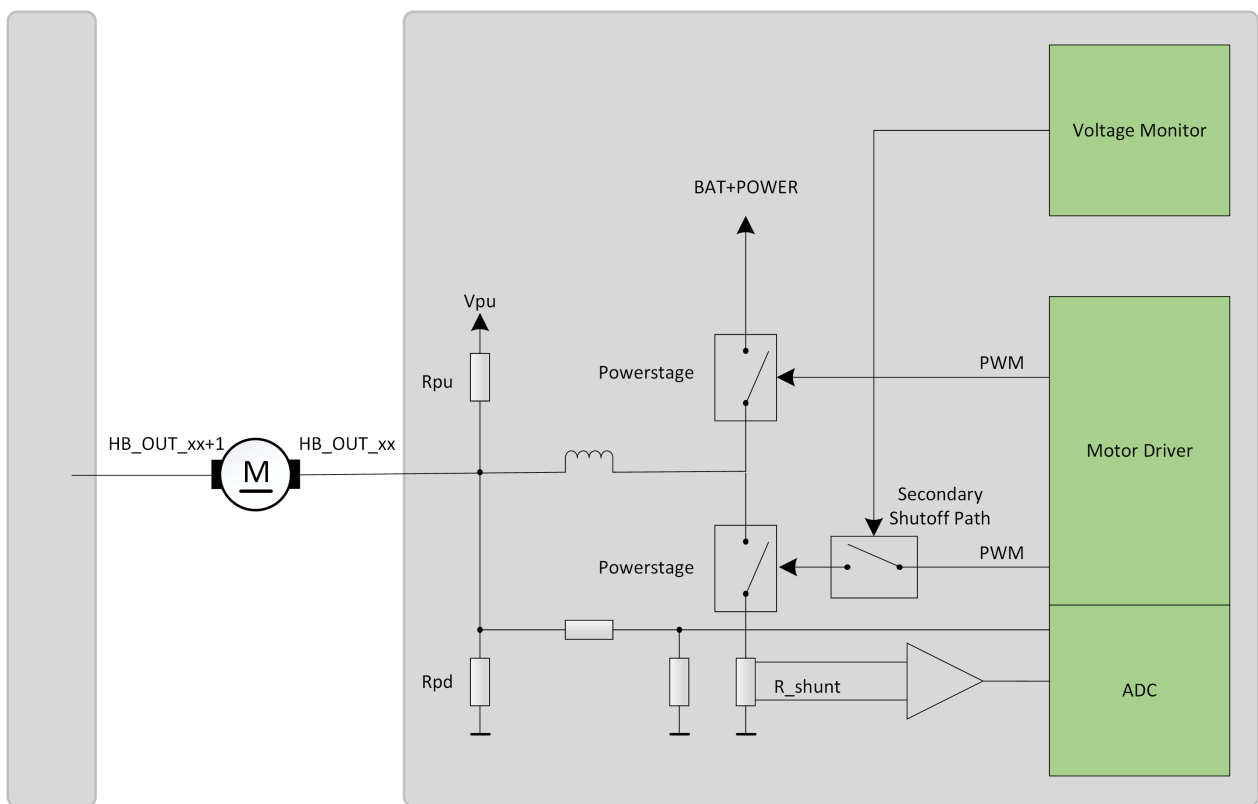 Voltage Monitor
BAT+POWER
Vpu
Rpu
Powerstage
PWM
HB_OUT_xx+1
HB_OUT_xx
M
Motor Driver
Secondary
Shutoff Path
Powerstage
PWM
Rpd
R_shunt
ADC